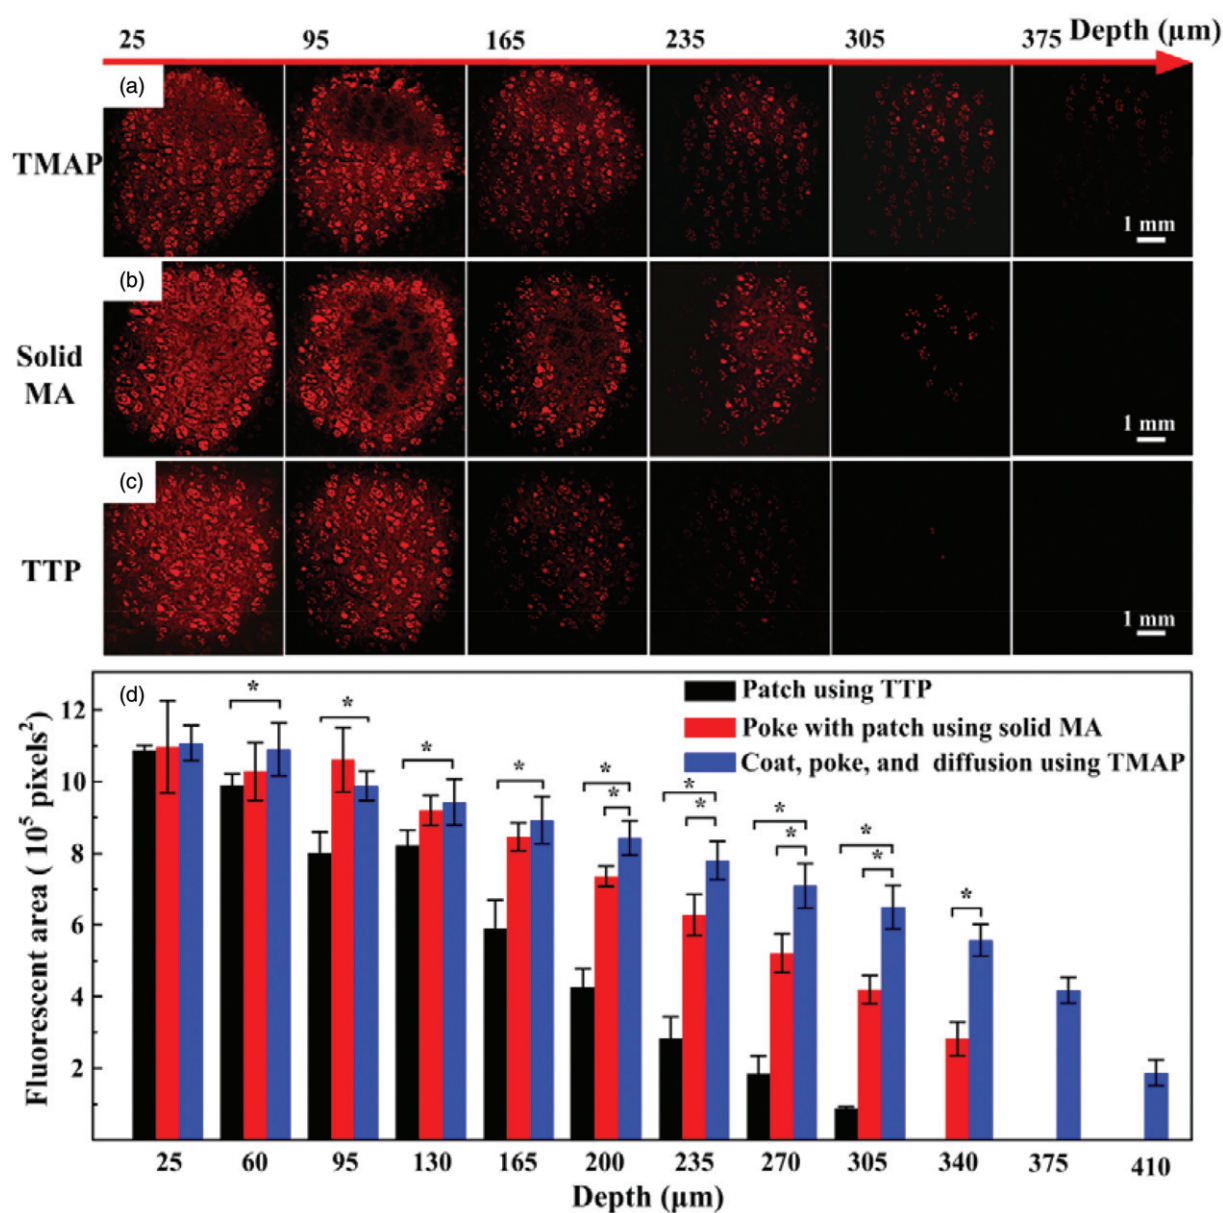 25 95 165 235 305 375 Depth (µm)
(a)
TMAP
1 mm
(b)
Solid
MA
1 mm
(c)
TTP
1 mm
(d)
Patch using TTP
Poke with patch using solid MA
Coat, poke, and diffusion using TMAP
* * * * * * * * * * * * * *
Fluorescent area ( 10⁵ pixels²)
12
10
8
6
4
2
25 60 95 130 165 200 235 270 305 340 375 410
Depth (µm)